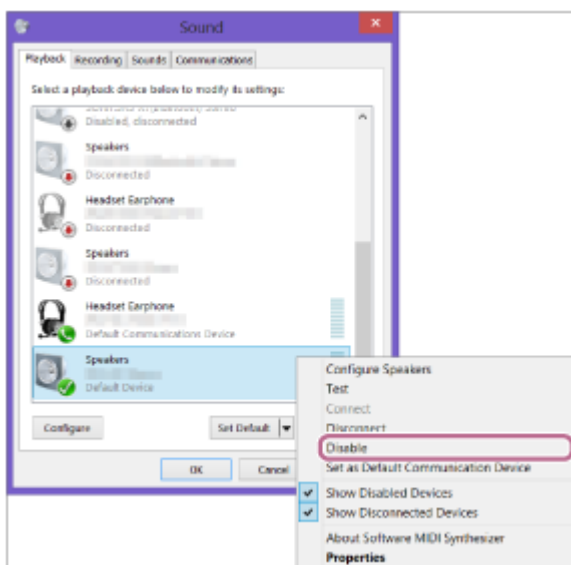 Sound
Playback Recording Sounds Communications
Select a playback device below to modify its settings:
Disabled, disconnected
Speakers
Disconnected
Headset Earphone
Disconnected
Speakers
Disconnected
Headset Earphone
Default Communications Device
Speakers
Default Device
Configure Set Default
OK Cancel
Configure Speakers
Test
Connect
Disconnect
Disable
Set as Default Communication Device
Show Disabled Devices
Show Disconnected Devices
About Software MIDI Synthesizer
Properties